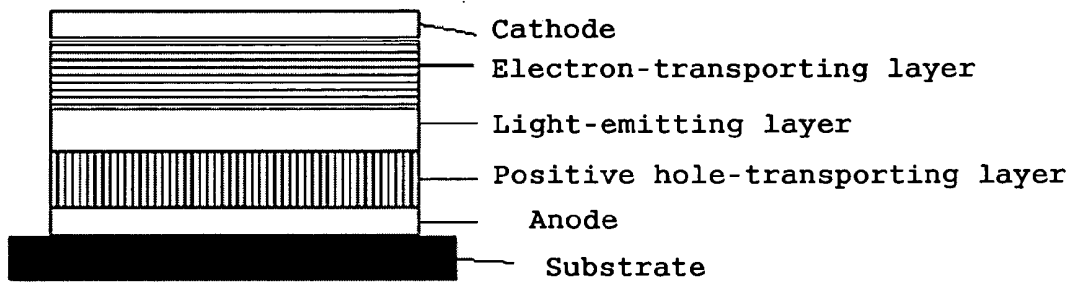 Cathode
Electron-transporting layer
Light-emitting layer
Positive hole-transporting layer
Anode
Substrate